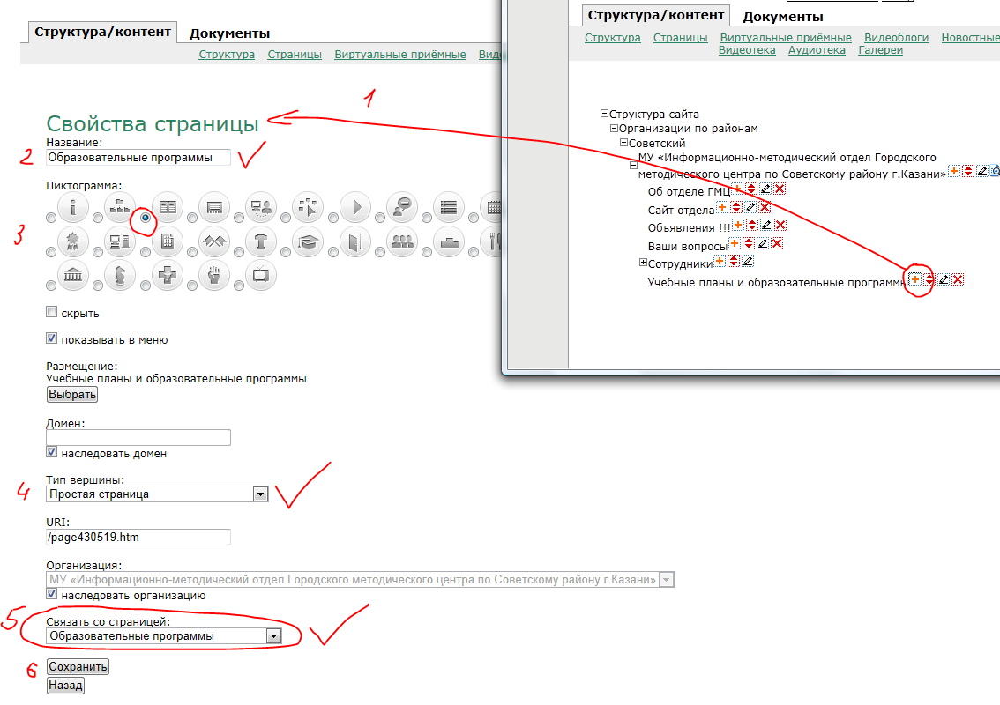 Структура/контент Документы
Структура Страницы Виртуальные приёмные
1
Свойства страницы
2
Название:
Образовательные программы
Пиктограмма:
3
скрыть
показывать в меню
Размещение:
Учебные планы и образовательные программы
Выбрать
Домен:
наследовать домен
4
Тип вершины:
Простая страница
URI:
/page430519.htm
Организация:
МУ «Информационно-методический отдел Городского методического центра по Советскому району г.Казани»
наследовать организацию
5
Связать со страницей:
Образовательные программы
6
Сохранить
Назад
Структура/контент Документы
Структура Страницы Виртуальные приёмные Видеоблоги Новостные
Видеотека Аудиотека Галереи
Структура сайта
Организации по районам
Советский
МУ «Информационно-методический отдел Городского
методического центра по Советскому району г.Казани»
Об отделе ГМЦ
Сайт отдела
Объявления !!!
Ваши вопросы
Сотрудники
Учебные планы и образовательные программы